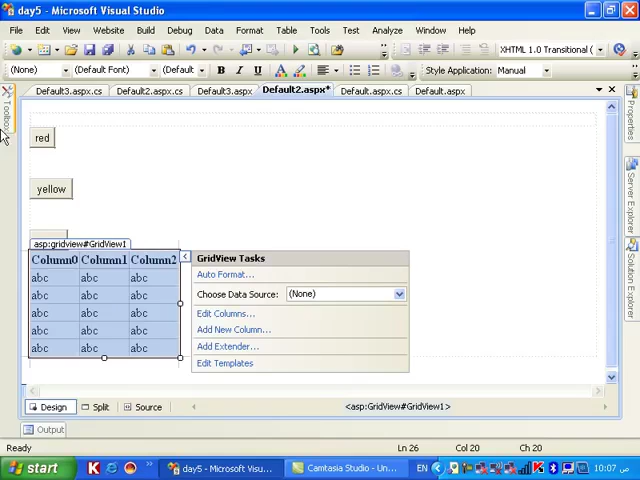 day5 - Microsoft Visual Studio
File Edit View Website Build Debug Data Format Table Tools Test Analyze Window Help
XHTML 1.0 Transitional (
(None) (Default Font) (Default B I U A Style Application: Manual
Default3.aspx.cs Default2.aspx.cs Default3.aspx Default2.aspx* Default.aspx.cs Default.aspx
Toolbox
Properties
Server Explorer
Solution Explorer
red
yellow
asp:gridview#GridView1
Column0 Column1 Column2
abc abc abc
abc abc abc
abc abc abc
abc abc abc
abc abc abc
GridView Tasks
Auto Format...
Choose Data Source: (None)
Edit Columns...
Add New Column...
Add Extender...
Edit Templates
Design Split Source <asp:GridView#GridView1>
Output
Ready Ln 26 Col 20 Ch 20
start day5 - Microsoft Visual Stu... Camtasia Studio - Un... EN 10:07 ص